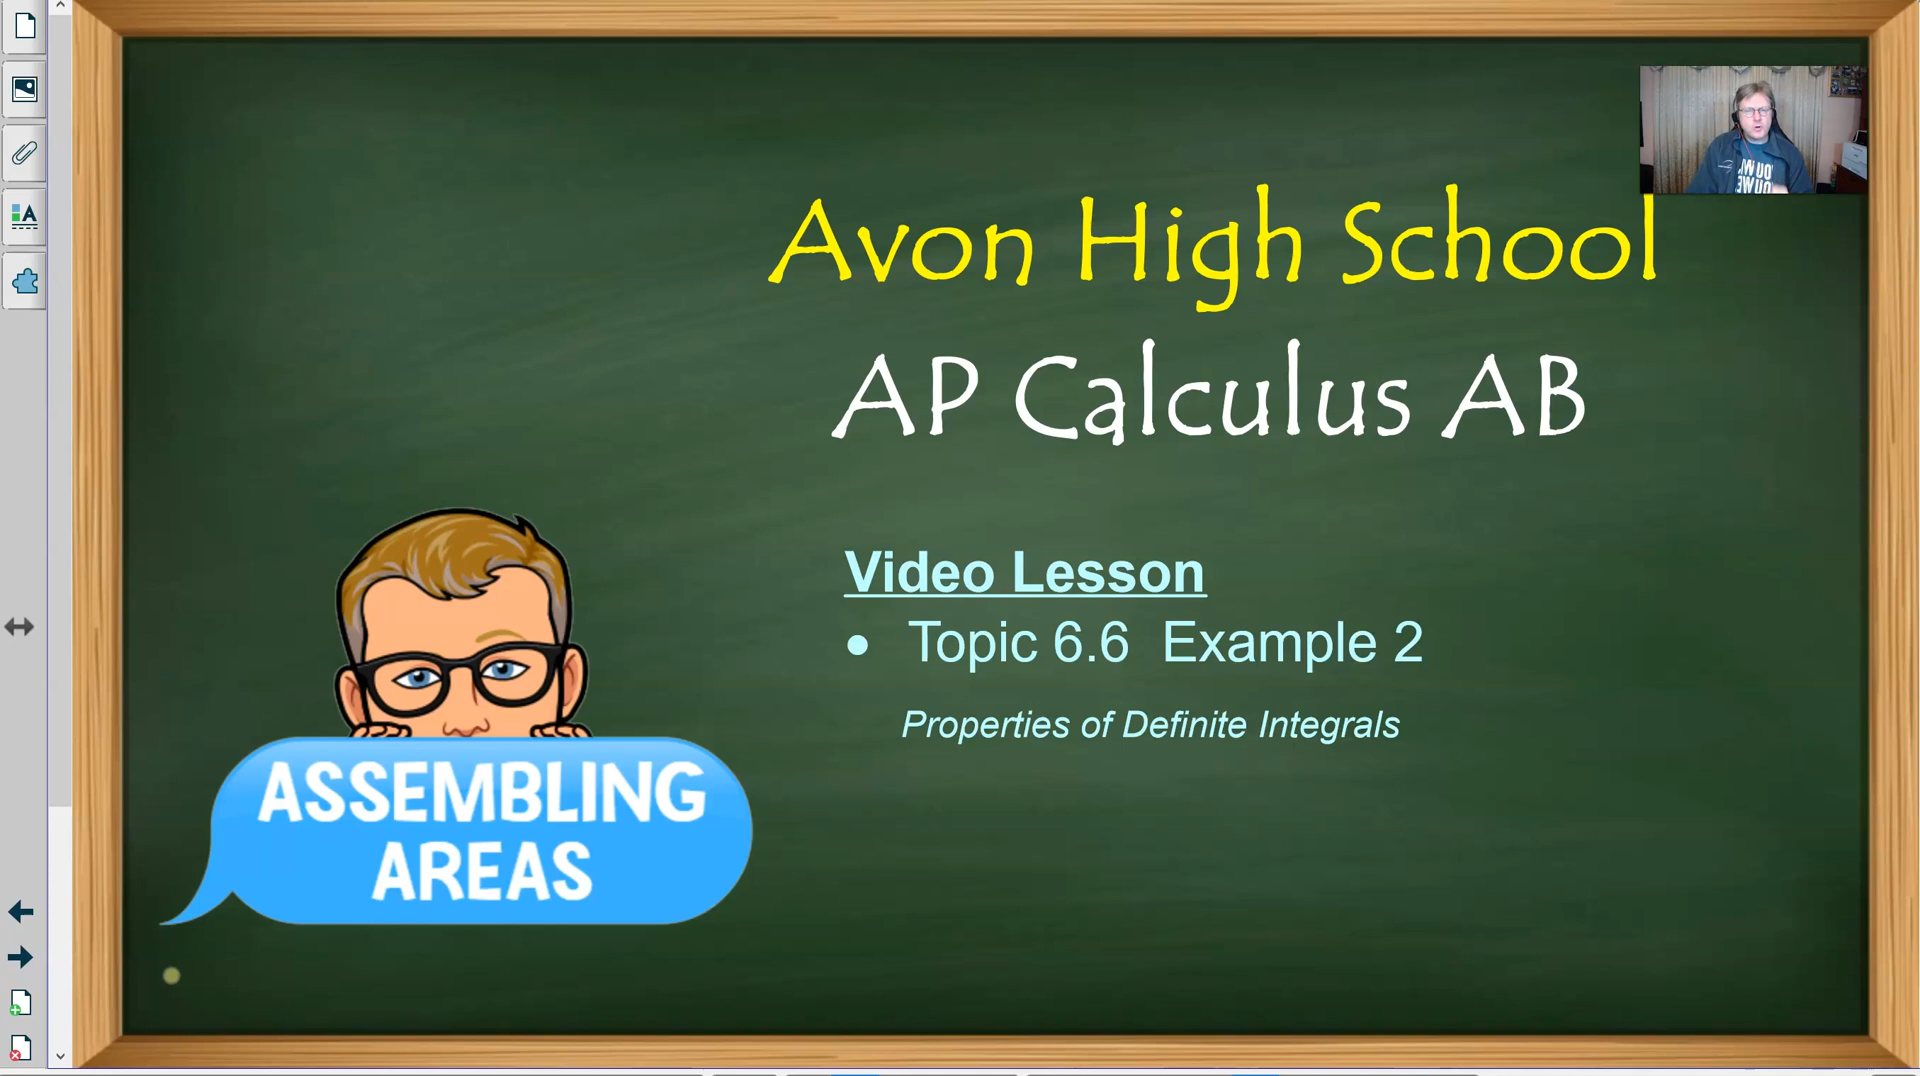 Avon High School
AP Calculus AB
Video Lesson
• Topic 6.6 Example 2
Properties of Definite Integrals
ASSEMBLING
AREAS